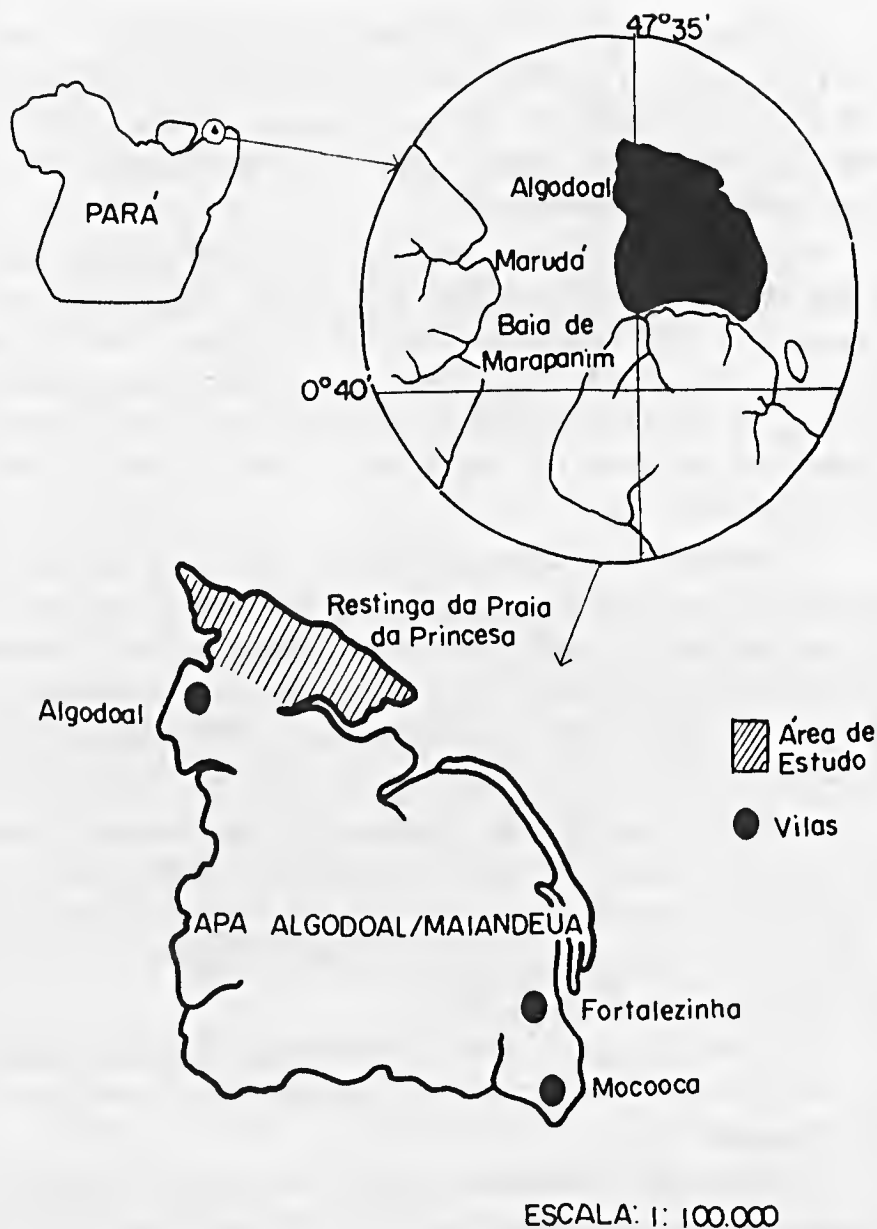 47°35'
PARÁ
Algodoal
Marudá
Baia de
Marapanim
0°40'
Restinga da Praia
da Princesa
Algodoal
Área de
Estudo
Vilas
APA ALGODOAL/MAIANDEUA
Fortalezinha
Mocooca
ESCALA: 1: 100.000